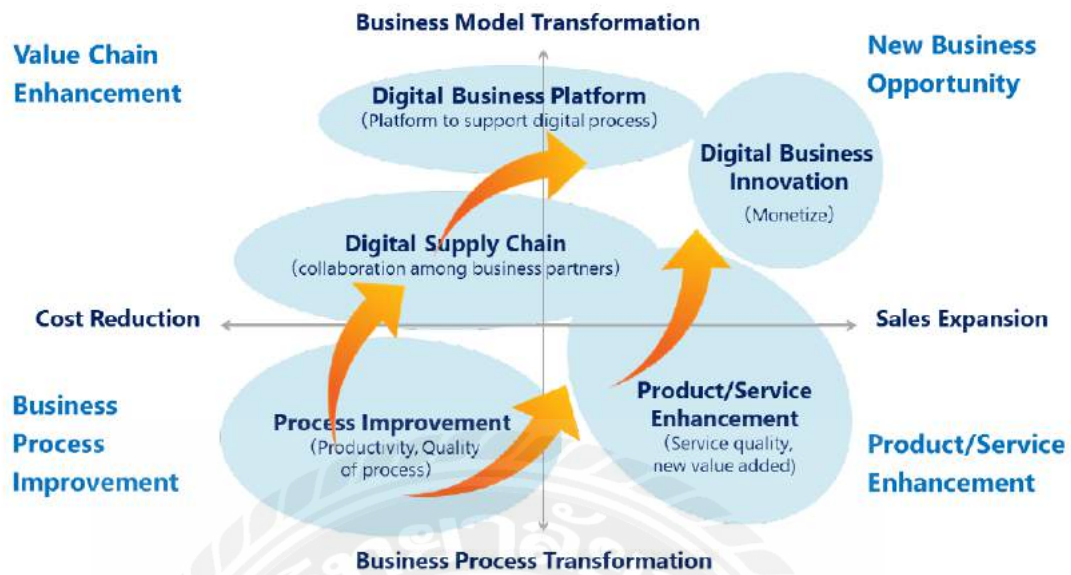 Business Model Transformation
Value Chain
Enhancement
New Business
Opportunity
Digital Business Platform
(Platform to support digital process)
Digital Business
Innovation
(Monetize)
Digital Supply Chain
(collaboration among business partners)
Cost Reduction
Sales Expansion
Business
Process
Improvement
Process Improvement
(Productivity, Quality
of process)
Product/Service
Enhancement
(Service quality,
new value added)
Product/Service
Enhancement
Business Process Transformation